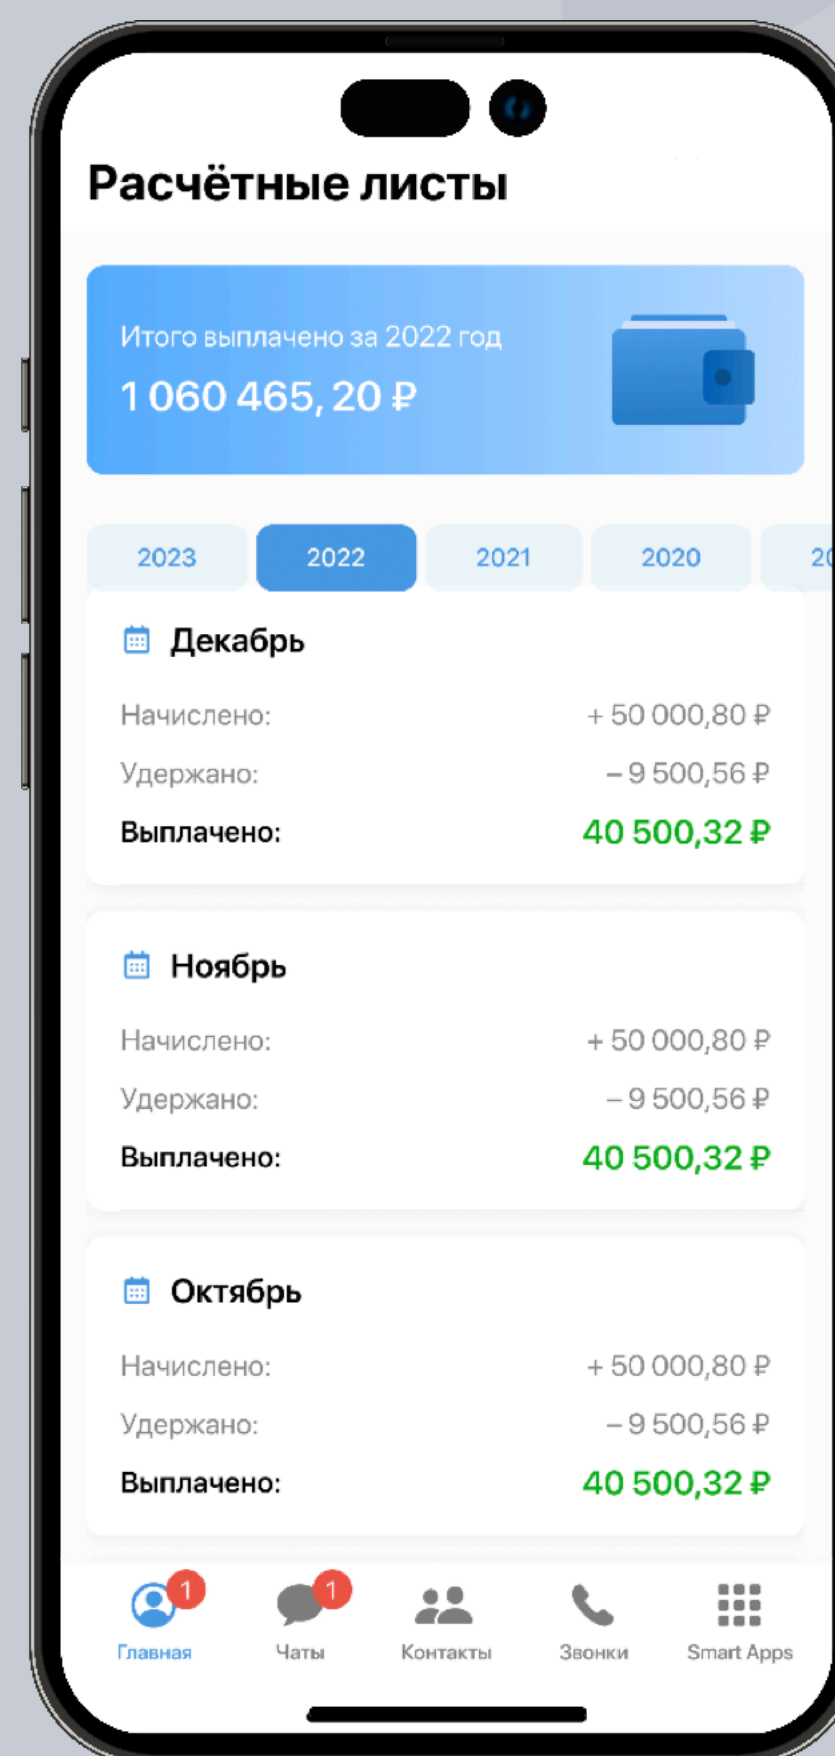 Расчётные листы
Итого выплачено за 2022 год
1 060 465, 20 ₽
2023 2022 2021 2020
Декабрь
Начислено: + 50 000,80 ₽
Удержано: – 9 500,56 ₽
Выплачено: 40 500,32 ₽
Ноябрь
Начислено: + 50 000,80 ₽
Удержано: – 9 500,56 ₽
Выплачено: 40 500,32 ₽
Октябрь
Начислено: + 50 000,80 ₽
Удержано: – 9 500,56 ₽
Выплачено: 40 500,32 ₽
1 1
Главная Чаты Контакты Звонки Smart Apps